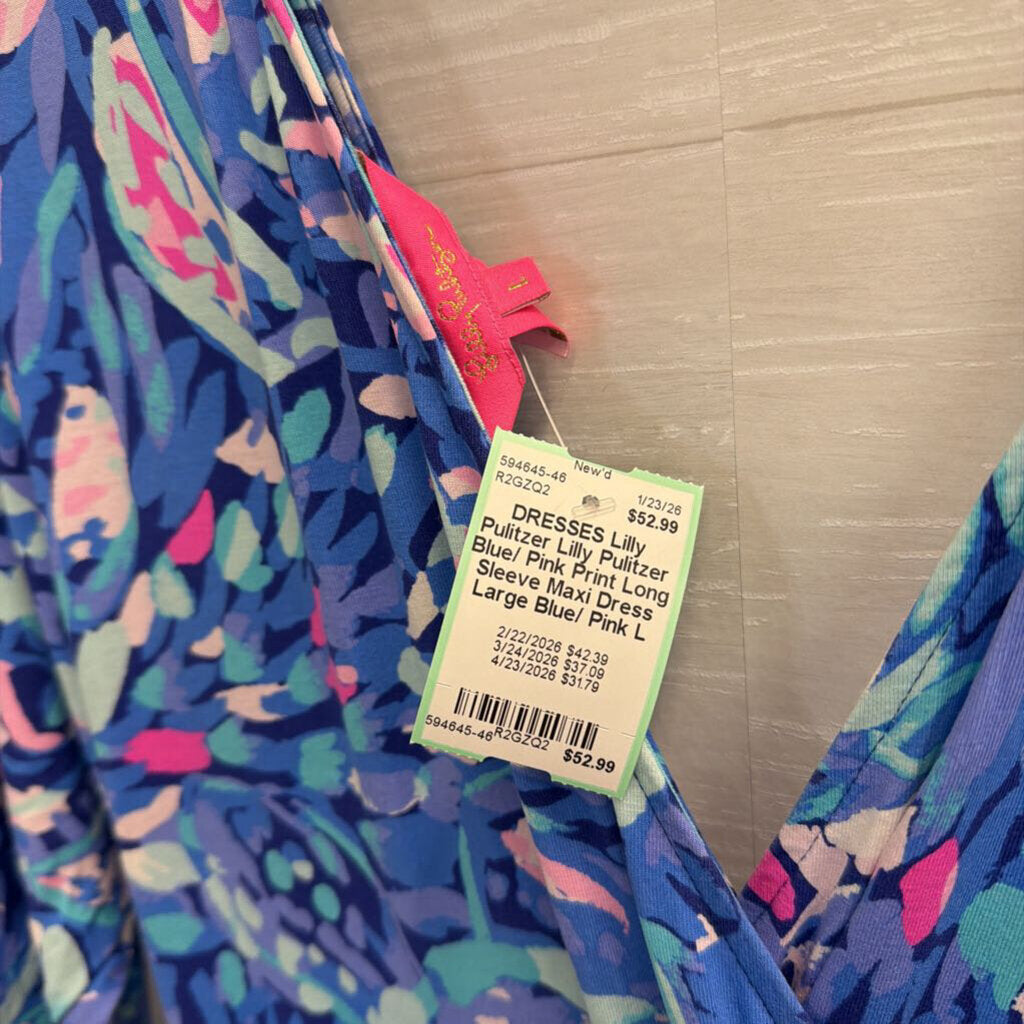 Lilly Pulitzer
594645-46
New'd
1/23/26
R2GZQ2
$52.99
DRESSES Lilly
Pulitzer Lilly Pulitzer
Blue/ Pink Print Long
Sleeve Maxi Dress
Large Blue/ Pink L
2/22/2026 $42.39
3/24/2026 $37.09
4/23/2026 $31.79
594645-46 R2GZQ2
$52.99